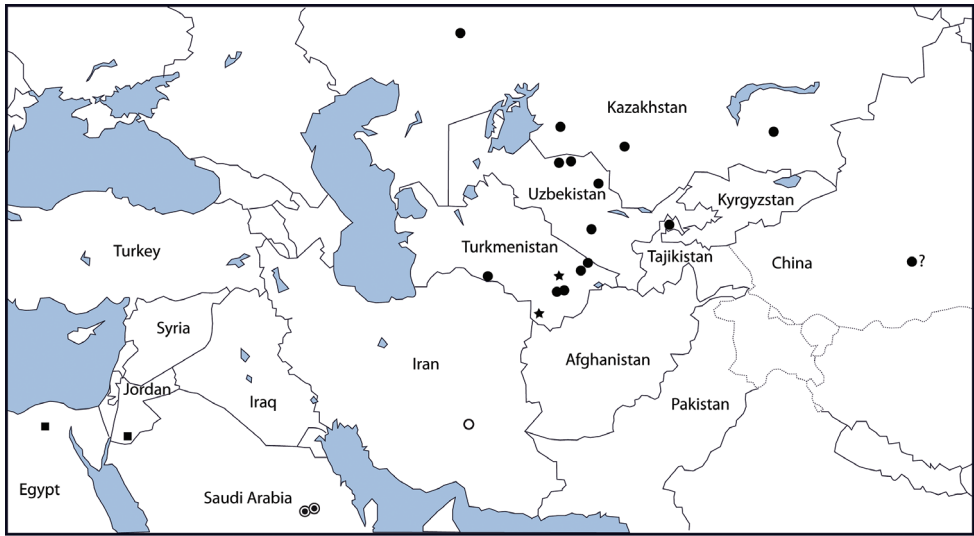 Kazakhstan
Uzbekistan
Kyrgyzstan
Turkmenistan
Turkey
Tajikistan
China
?
Syria
Iran
Afghanistan
Jordan
Iraq
Pakistan
Egypt
Saudi Arabia